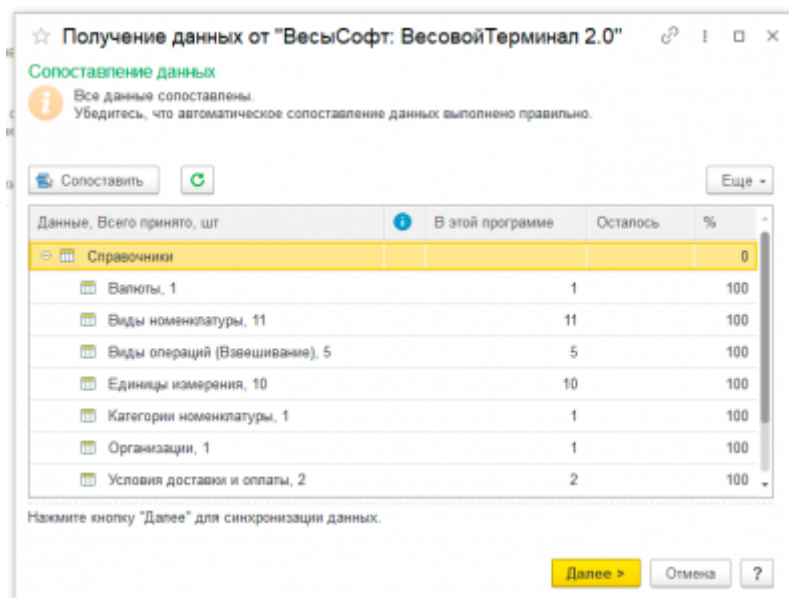 Получение данных от "ВесыСофт: ВесовойТерминал 2.0"
Сопоставление данных
Все данные сопоставлены.
Убедитесь, что автоматическое сопоставление данных выполнено правильно.
Сопоставить Еще
Данные, Всего принято, шт В этой программе Осталось %
Справочники 0
Валюты, 1 1 100
Виды номенклатуры, 11 11 100
Виды операций (Взвешивание), 5 5 100
Единицы измерения, 10 10 100
Категории номенклатуры, 1 1 100
Организации, 1 1 100
Условия доставки и оплаты, 2 2 100
Нажмите кнопку "Далее" для синхронизации данных.
Далее > Отмена ?